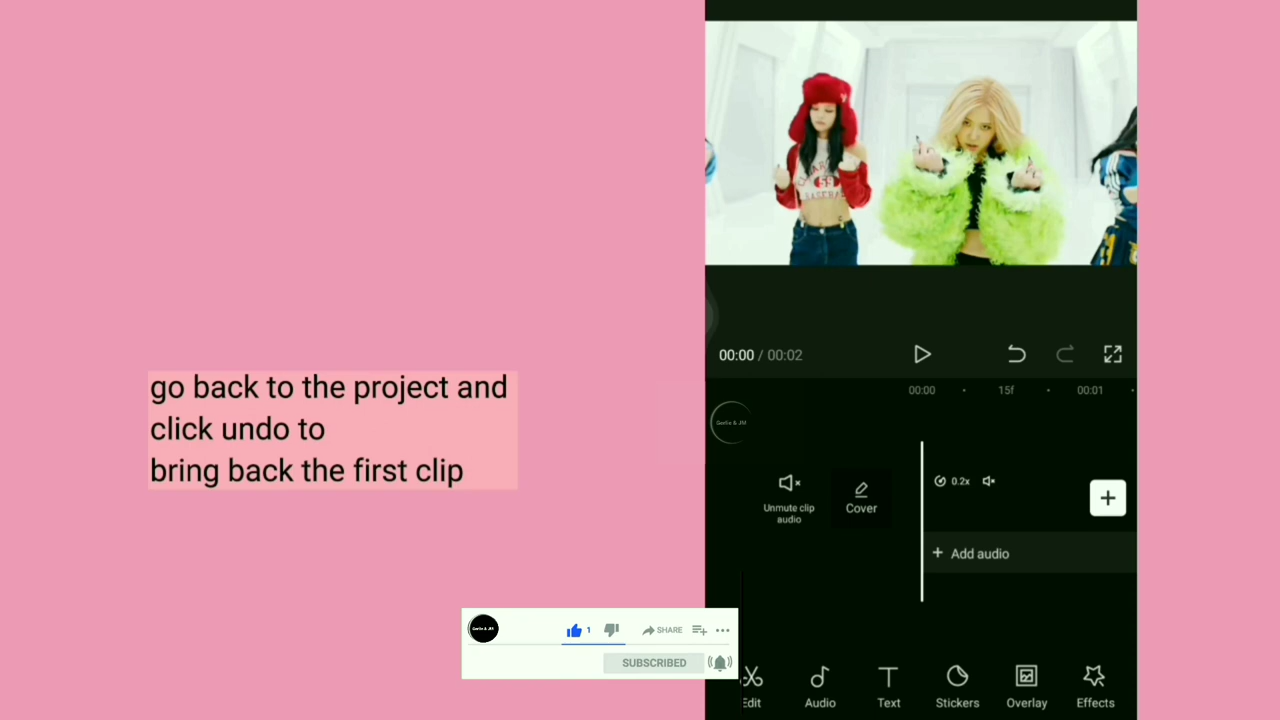 go back to the project and
click undo to
bring back the first clip
00:00 / 00:02
00:00
15f
00:01
Gorlie & JM
0.2x
Unmute clip
audio
Cover
+ Add audio
1
SHARE
SUBSCRIBED
Edit
Audio
Text
Stickers
Overlay
Effects